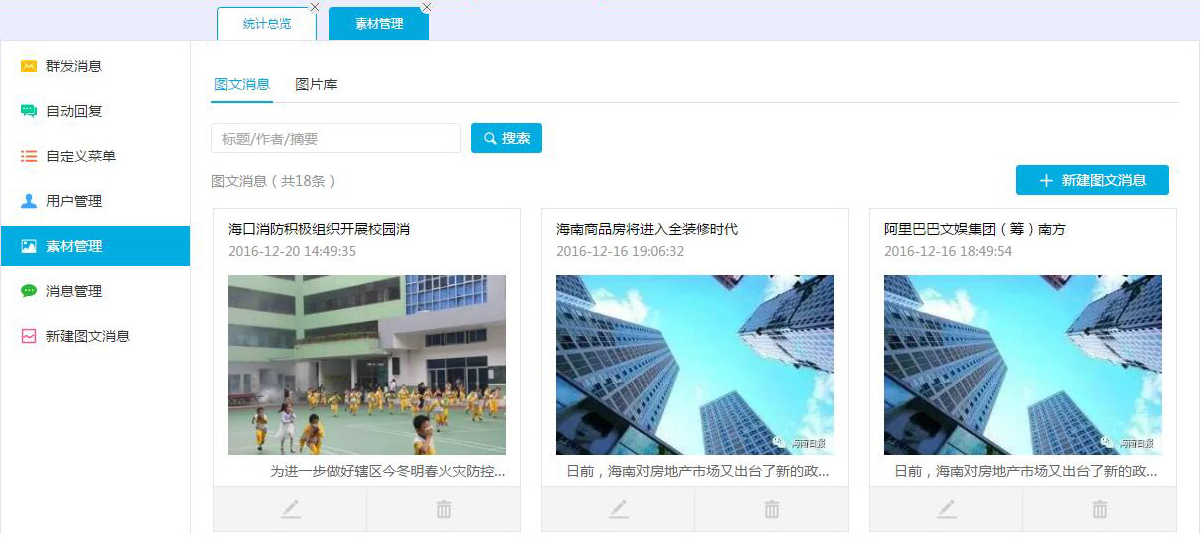 统计总览
素材管理
群发消息
自动回复
自定义菜单
用户管理
素材管理
消息管理
新建图文消息
图文消息 图片库
标题/作者/摘要 搜索
图文消息（共18条） 新建图文消息
海口消防积极组织开展校园消
2016-12-20 14:49:35
为进一步做好辖区今冬明春火灾防控...
海南商品房将进入全装修时代
2016-12-16 19:06:32
海南日报
日前，海南对房地产市场又出台了新的政...
阿里巴巴文娱集团（筹）南方
2016-12-16 18:49:54
海南日报
日前，海南对房地产市场又出台了新的政...